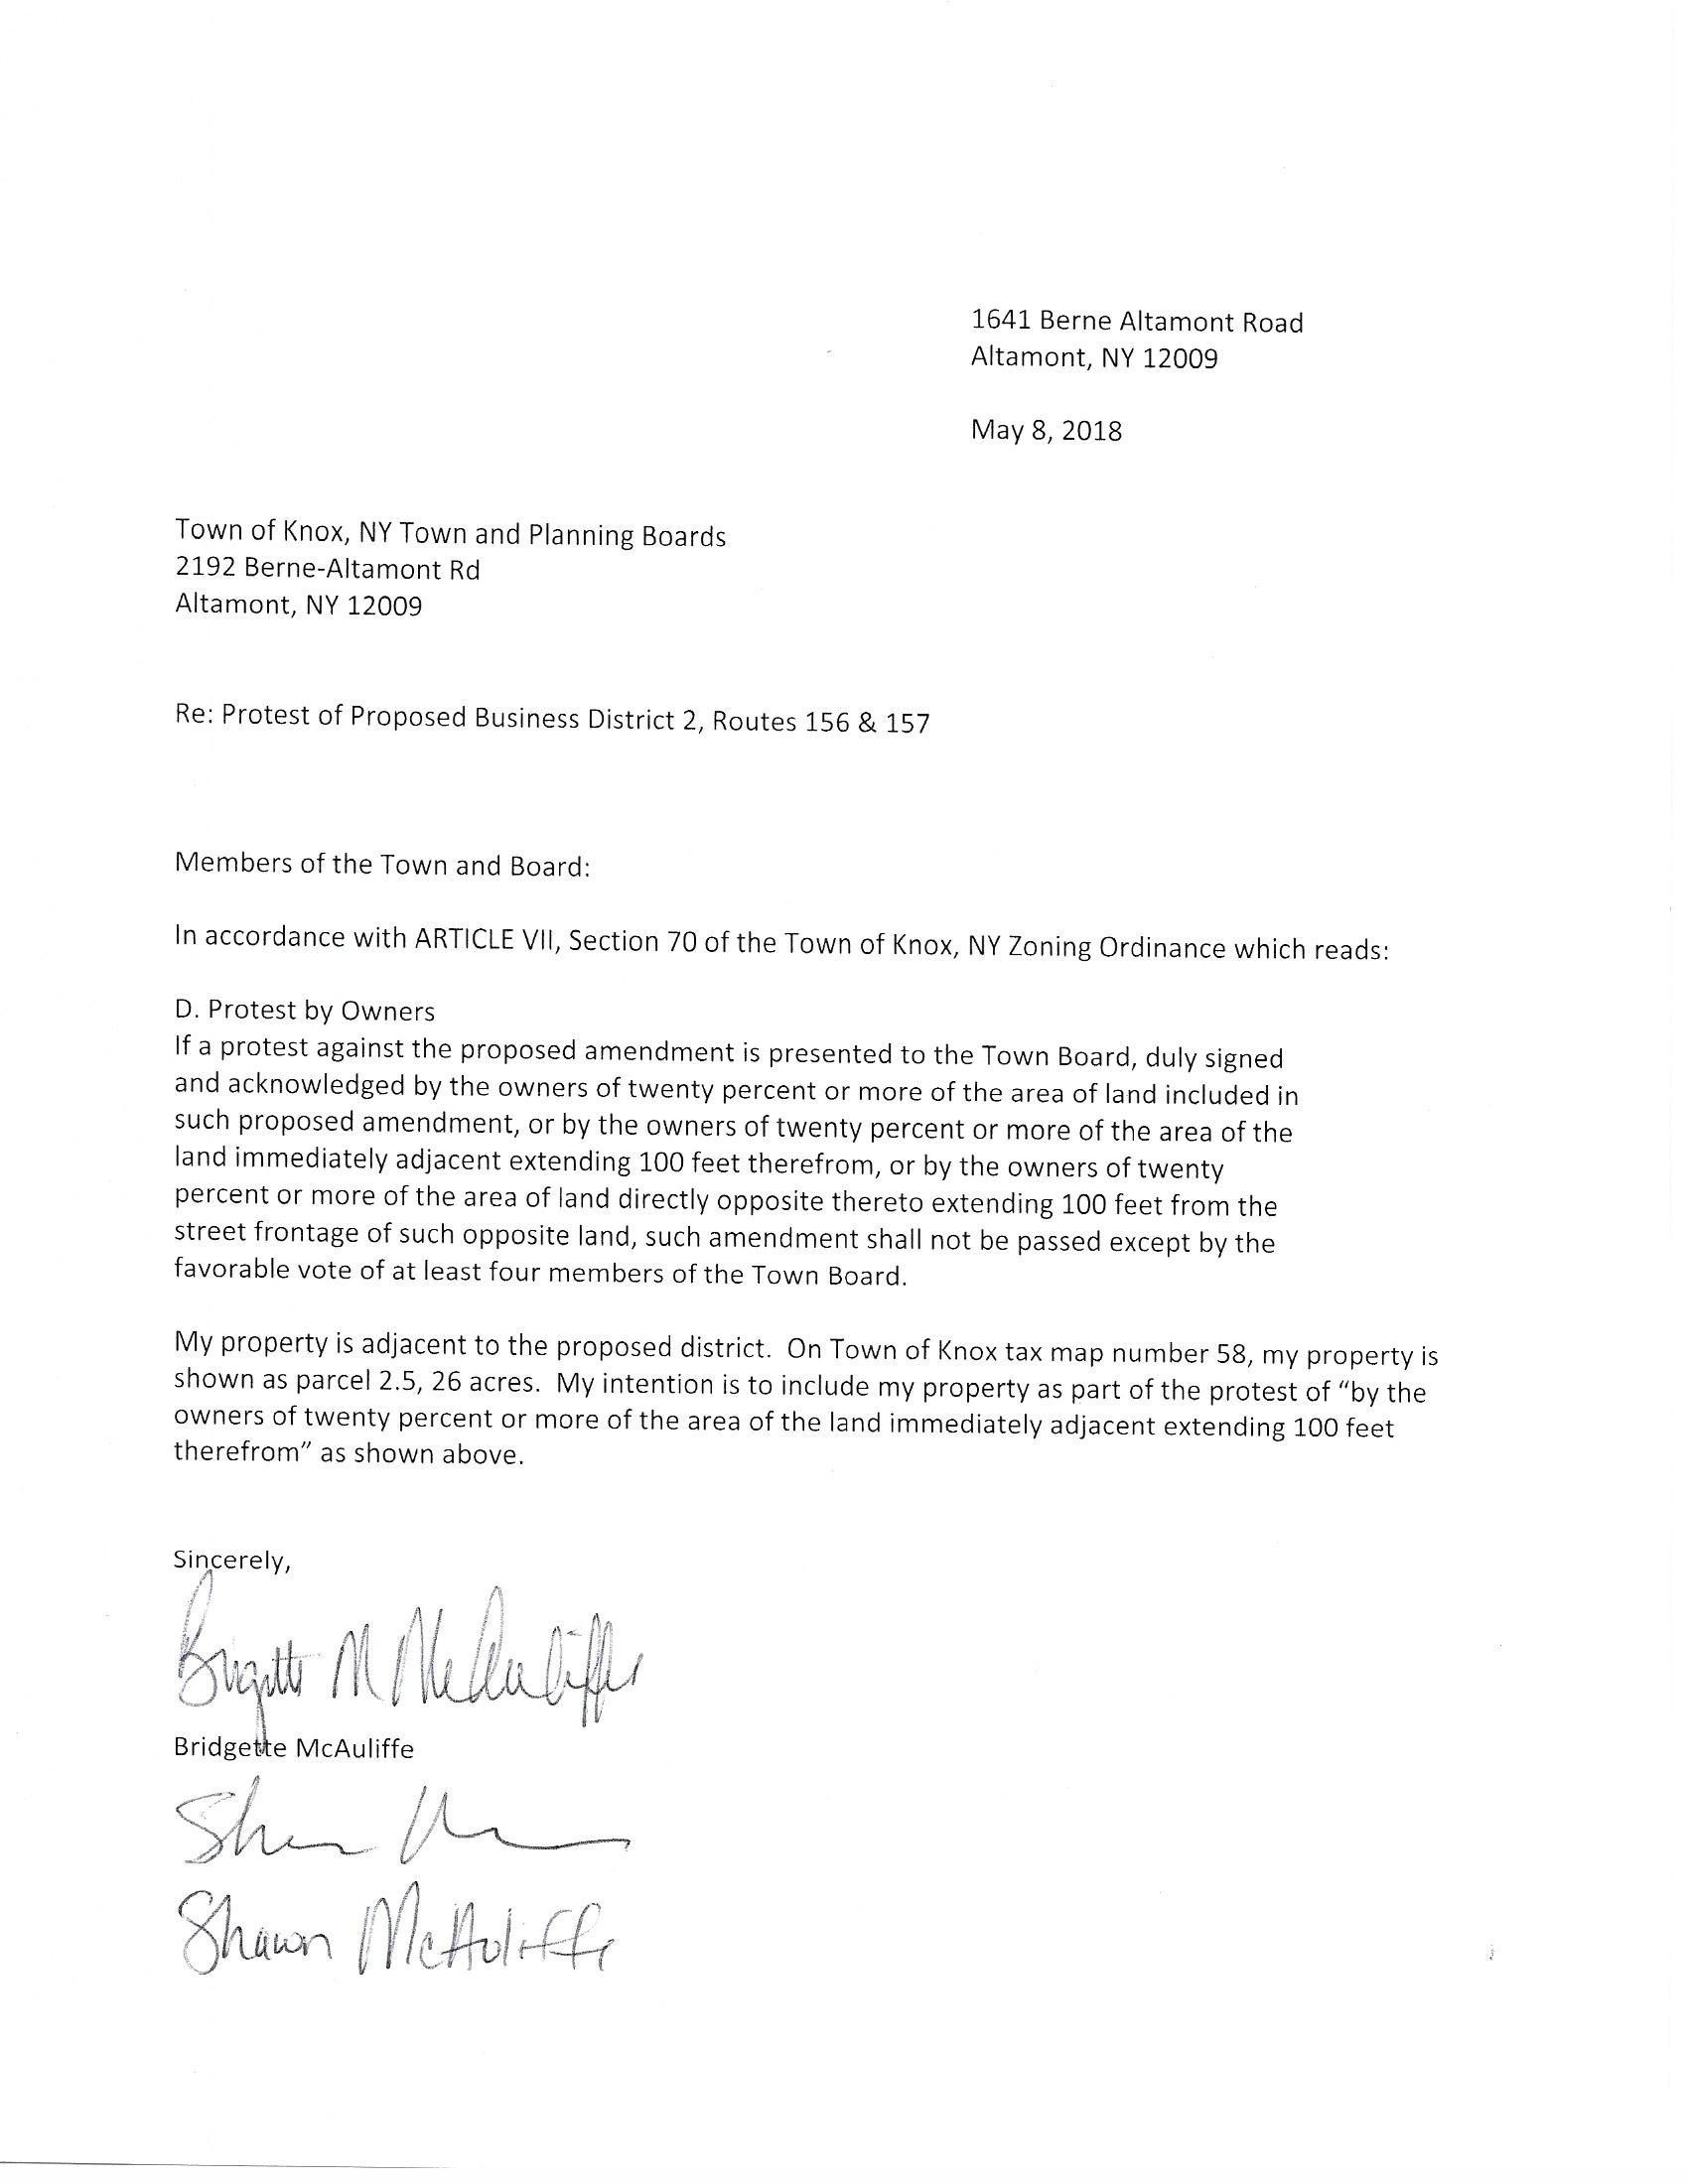 1641 Berne Altamont Road
Altamont, NY 12009
May 8, 2018
Town of Knox, NY Town and Planning Boards
2192 Berne-Altamont Rd
Altamont, NY 12009
Re: Protest of Proposed Business District 2, Routes 156 & 157
Members of the Town and Board:
In accordance with ARTICLE VII, Section 70 of the Town of Knox, NY Zoning Ordinance which reads:
D. Protest by Owners
If a protest against the proposed amendment is presented to the Town Board, duly signed
and acknowledged by the owners of twenty percent or more of the area of land included in
such proposed amendment, or by the owners of twenty percent or more of the area of the
land immediately adjacent extending 100 feet therefrom, or by the owners of twenty
percent or more of the area of land directly opposite thereto extending 100 feet from the
street frontage of such opposite land, such amendment shall not be passed except by the
favorable vote of at least four members of the Town Board.
My property is adjacent to the proposed district.  On Town of Knox tax map number 58, my property is
shown as parcel 2.5, 26 acres.  My intention is to include my property as part of the protest of “by the
owners of twenty percent or more of the area of the land immediately adjacent extending 100 feet
therefrom” as shown above.
Sincerely,
Brigitte M McAuliffe
Bridgette McAuliffe
Shawn McAuliffe